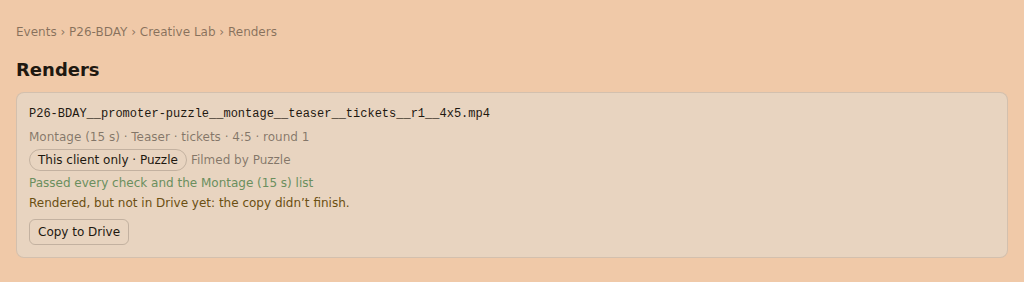 Events › P26-BDAY › Creative Lab › Renders
Renders
P26-BDAY__promoter-puzzle__montage__teaser__tickets__r1__4x5.mp4
Montage (15 s) · Teaser · tickets · 4:5 · round 1
This client only · Puzzle Filmed by Puzzle
Passed every check and the Montage (15 s) list
Rendered, but not in Drive yet: the copy didn’t finish.
Copy to Drive